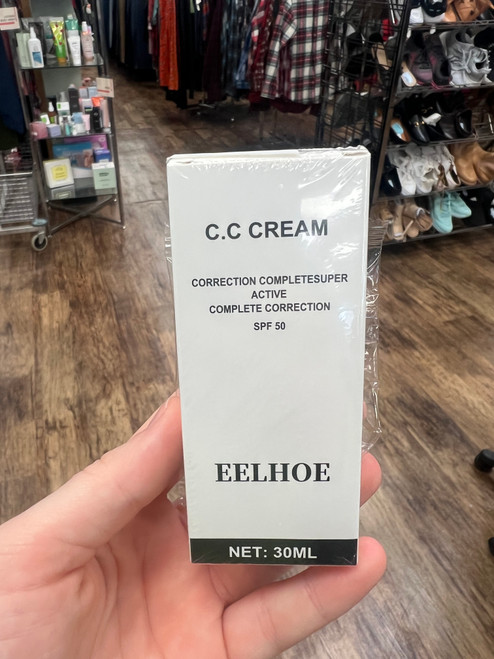 C.C CREAM
CORRECTION COMPLETESUPER
ACTIVE
COMPLETE CORRECTION
SPF 50
EELHOE
NET: 30ML